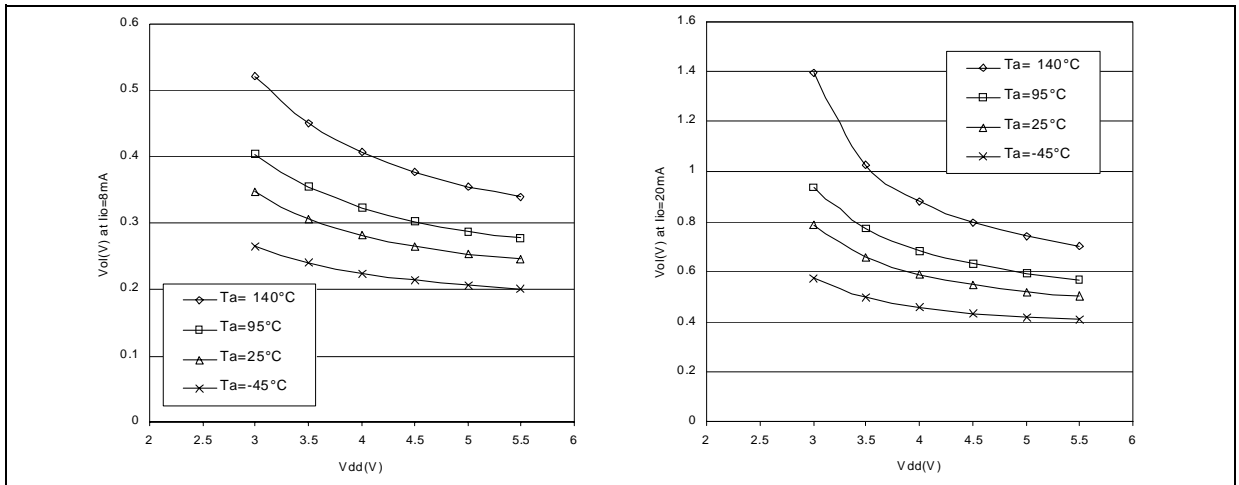 0.6
0.5
0.4
0.3
0.2
0.1
0
Vol(V) at Iio=8mA
2 2.5 3 3.5 4 4.5 5 5.5 6
Vdd(V)
Ta= 140°C
Ta=95°C
Ta=25°C
Ta=-45°C
1.6
1.4
1.2
1
0.8
0.6
0.4
0.2
0
Vol(V) at Iio=20mA
2 2.5 3 3.5 4 4.5 5 5.5 6
Vdd(V)
Ta= 140°C
Ta=95°C
Ta=25°C
Ta=-45°C